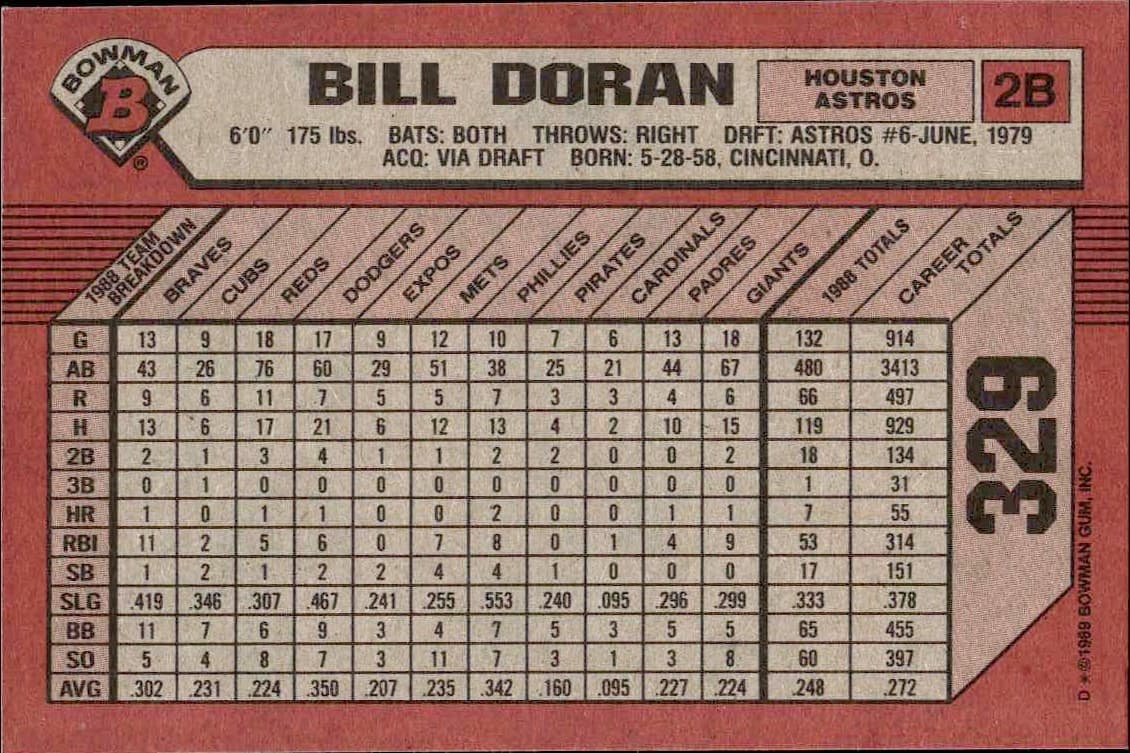 BOWMAN
B
®
BILL DORAN
HOUSTON
ASTROS
2B
6'0" 175 lbs. BATS: BOTH THROWS: RIGHT DRFT: ASTROS #6-JUNE, 1979
ACQ: VIA DRAFT BORN: 5-28-58, CINCINNATI, O.
1988 TEAM BREAKDOWN BRAVES CUBS REDS DODGERS EXPOS METS PHILLIES PIRATES CARDINALS PADRES GIANTS 1988 TOTALS CAREER TOTALS
G 13 9 18 17 9 12 10 7 6 13 18 132 914
AB 43 26 76 60 29 51 38 25 21 44 67 480 3413
R 9 6 11 7 5 5 7 3 3 4 6 66 497
H 13 6 17 21 6 12 13 4 2 10 15 119 929
2B 2 1 3 4 1 1 2 2 0 0 2 18 134
3B 0 1 0 0 0 0 0 0 0 0 0 1 31
HR 1 0 1 1 0 0 2 0 0 1 1 7 55
RBI 11 2 5 6 0 7 8 0 1 4 9 53 314
SB 1 2 1 2 2 4 4 1 0 0 0 17 151
SLG .419 .346 .307 .467 .241 .255 .553 .240 .095 .296 .299 .333 .378
BB 11 7 6 9 3 4 7 5 3 5 5 65 455
SO 5 4 8 7 3 11 7 3 1 3 8 60 397
AVG .302 .231 .224 .350 .207 .235 .342 .160 .095 .227 .224 .248 .272
329
D *©1989 BOWMAN GUM, INC.